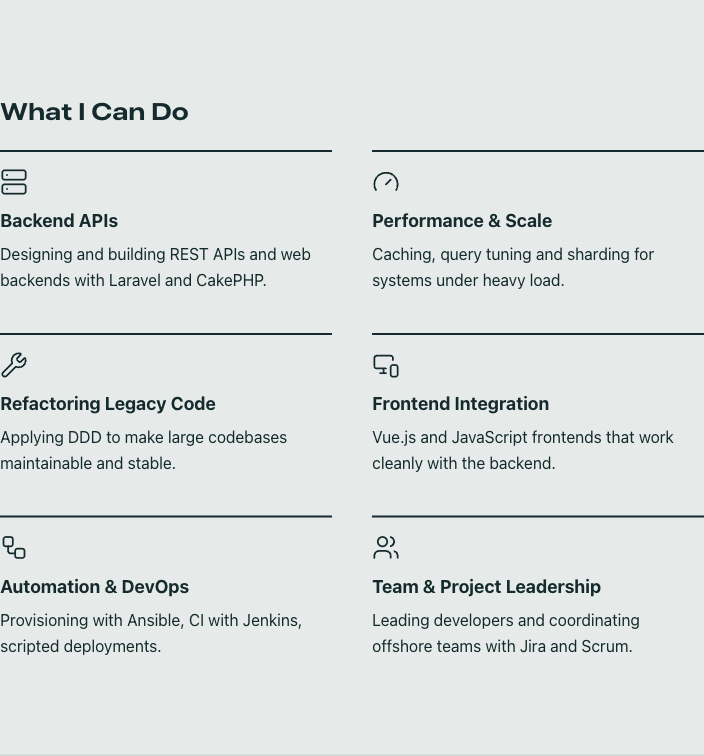 What I Can Do
Backend APIs
Designing and building REST APIs and web
backends with Laravel and CakePHP.
Performance & Scale
Caching, query tuning and sharding for
systems under heavy load.
Refactoring Legacy Code
Applying DDD to make large codebases
maintainable and stable.
Frontend Integration
Vue.js and JavaScript frontends that work
cleanly with the backend.
Automation & DevOps
Provisioning with Ansible, CI with Jenkins,
scripted deployments.
Team & Project Leadership
Leading developers and coordinating
offshore teams with Jira and Scrum.